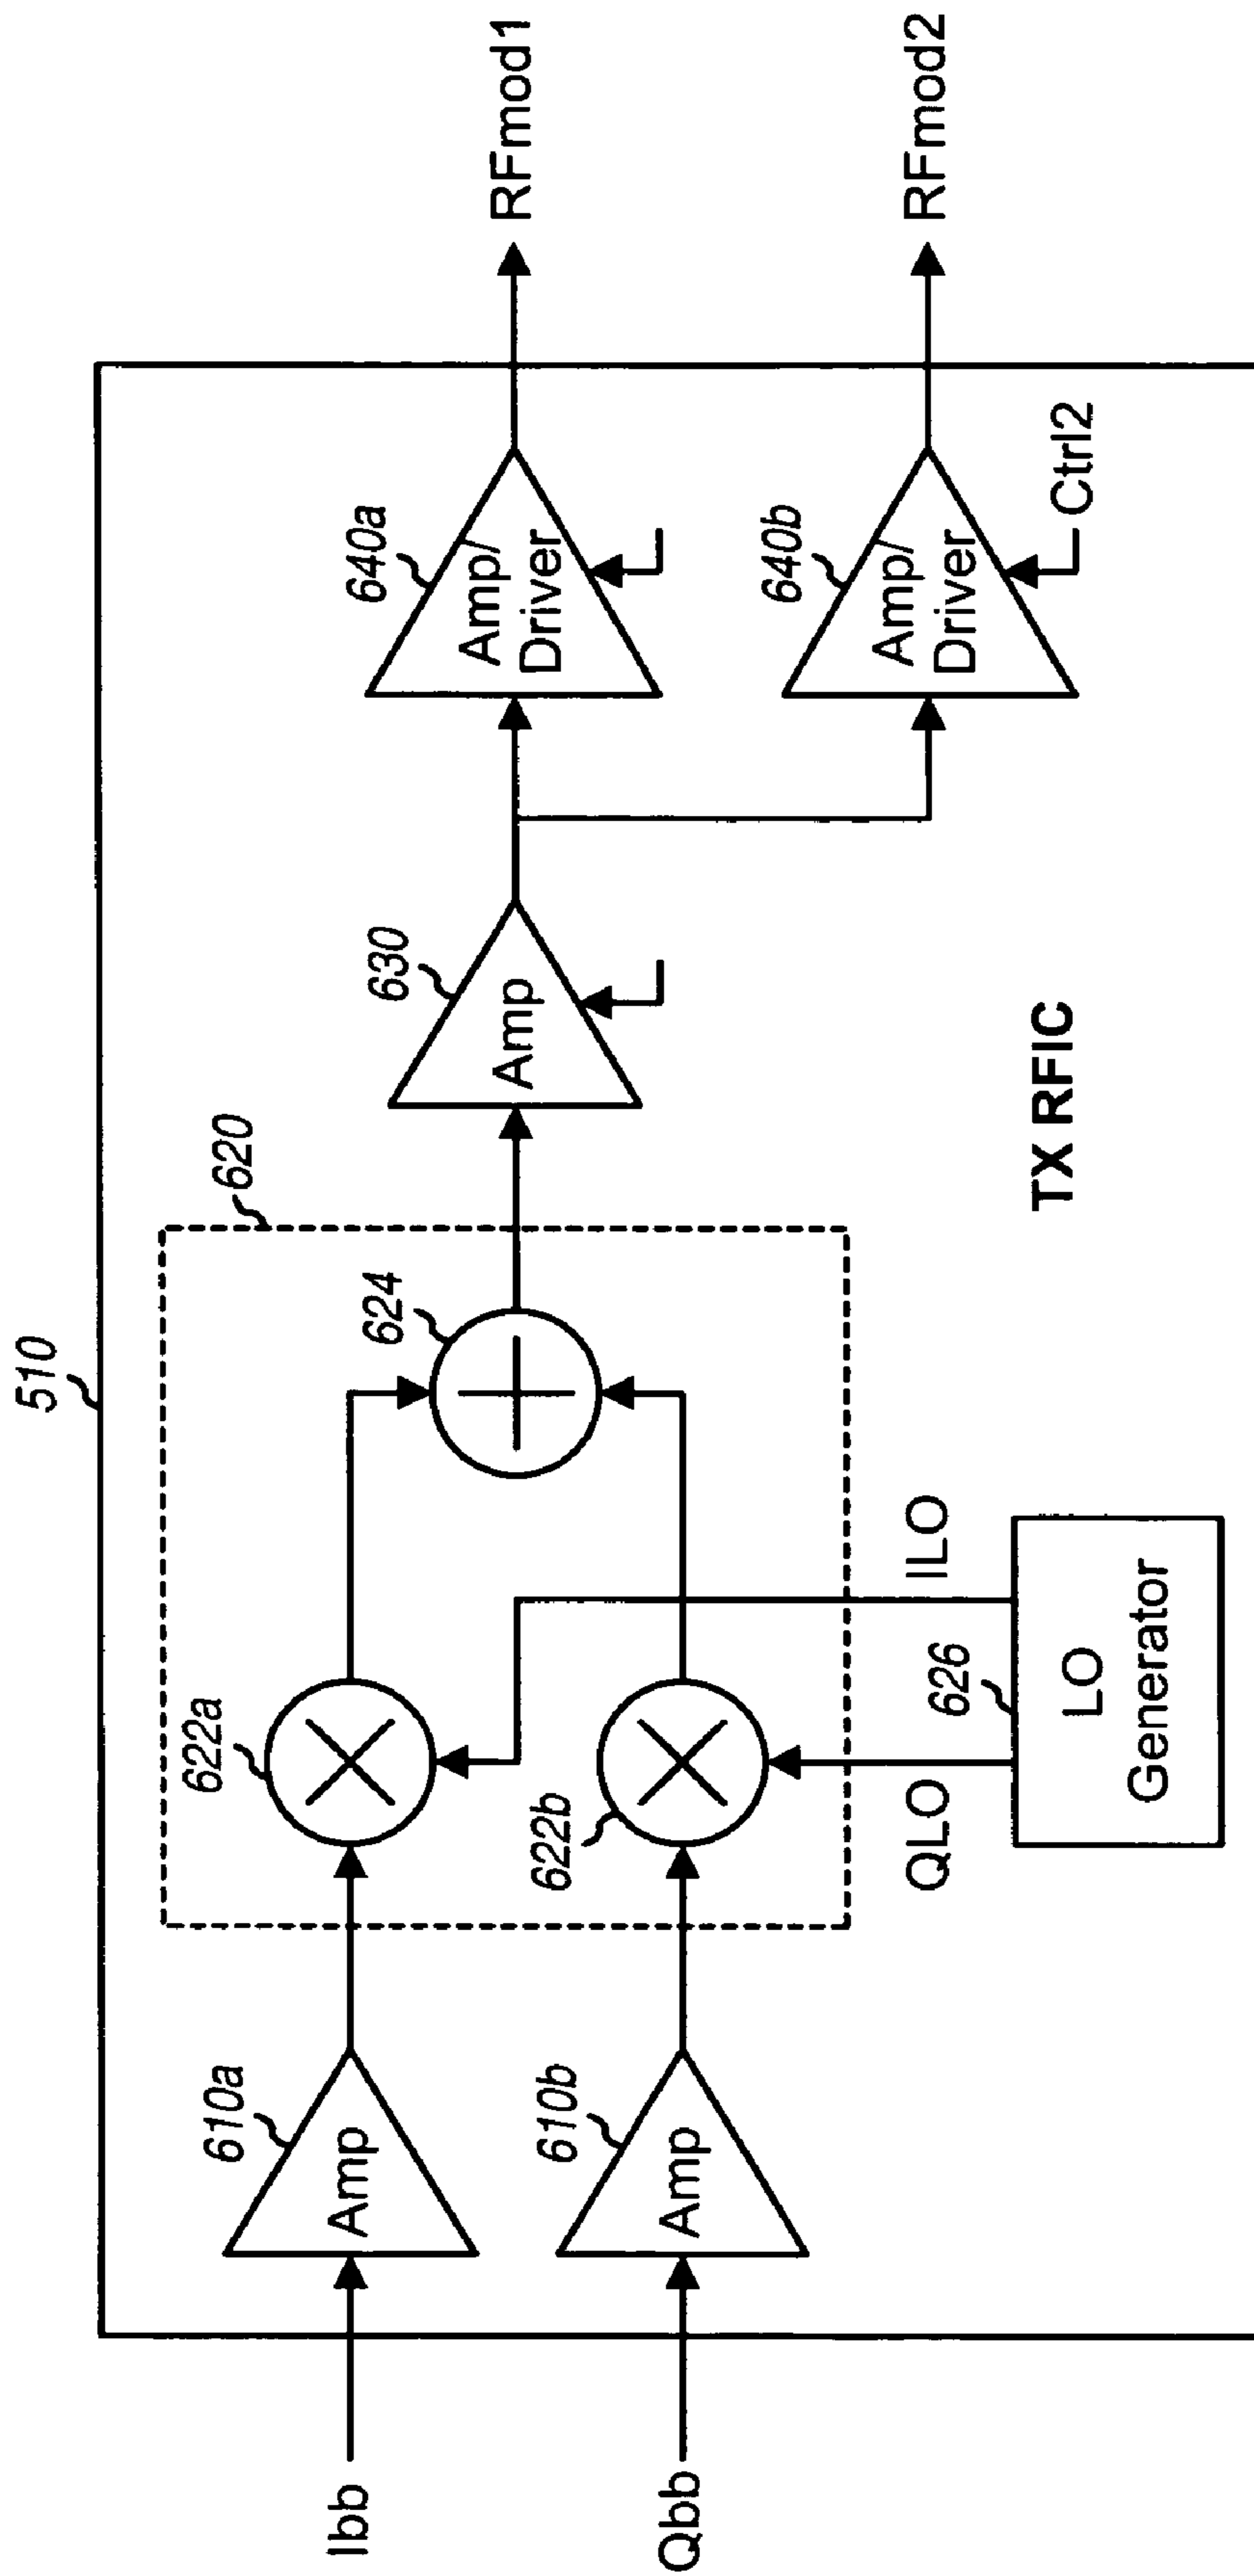 510
620
610a
Amp
Ibb
622a
624
630
Amp
640a
Amp/
Driver
RFmod1
610b
Amp
Qbb
622b
640b
Amp/
Driver
RFmod2
Ctrl2
QLO
ILO
626
LO
Generator
TX RFIC